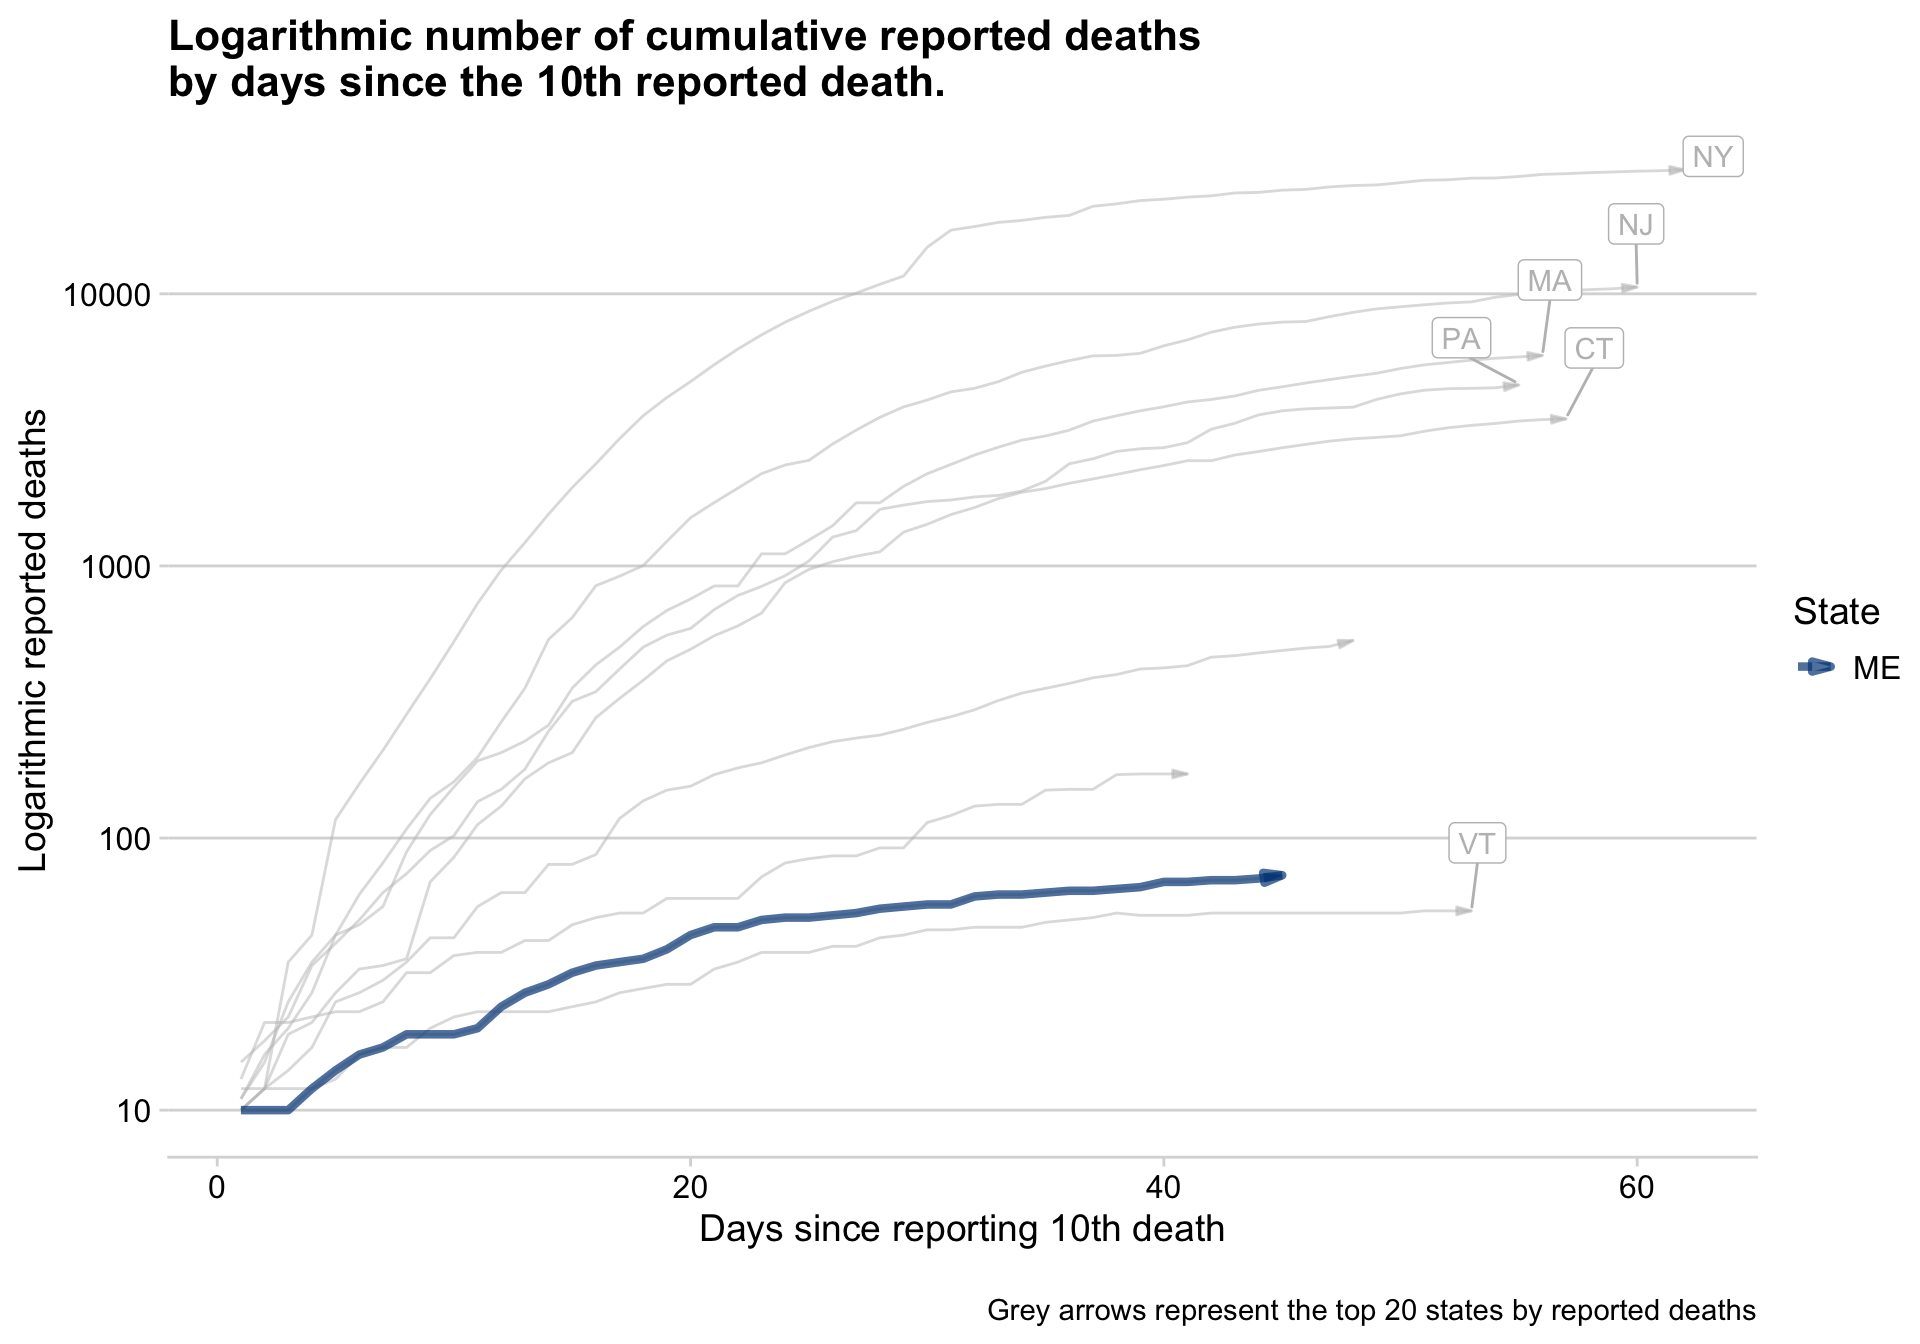 Logarithmic number of cumulative reported deaths
by days since the 10th reported death.
NY
NJ
MA
PA
CT
VT
10000
1000
100
10
Logarithmic reported deaths
0 20 40 60
Days since reporting 10th death
State
ME
Grey arrows represent the top 20 states by reported deaths